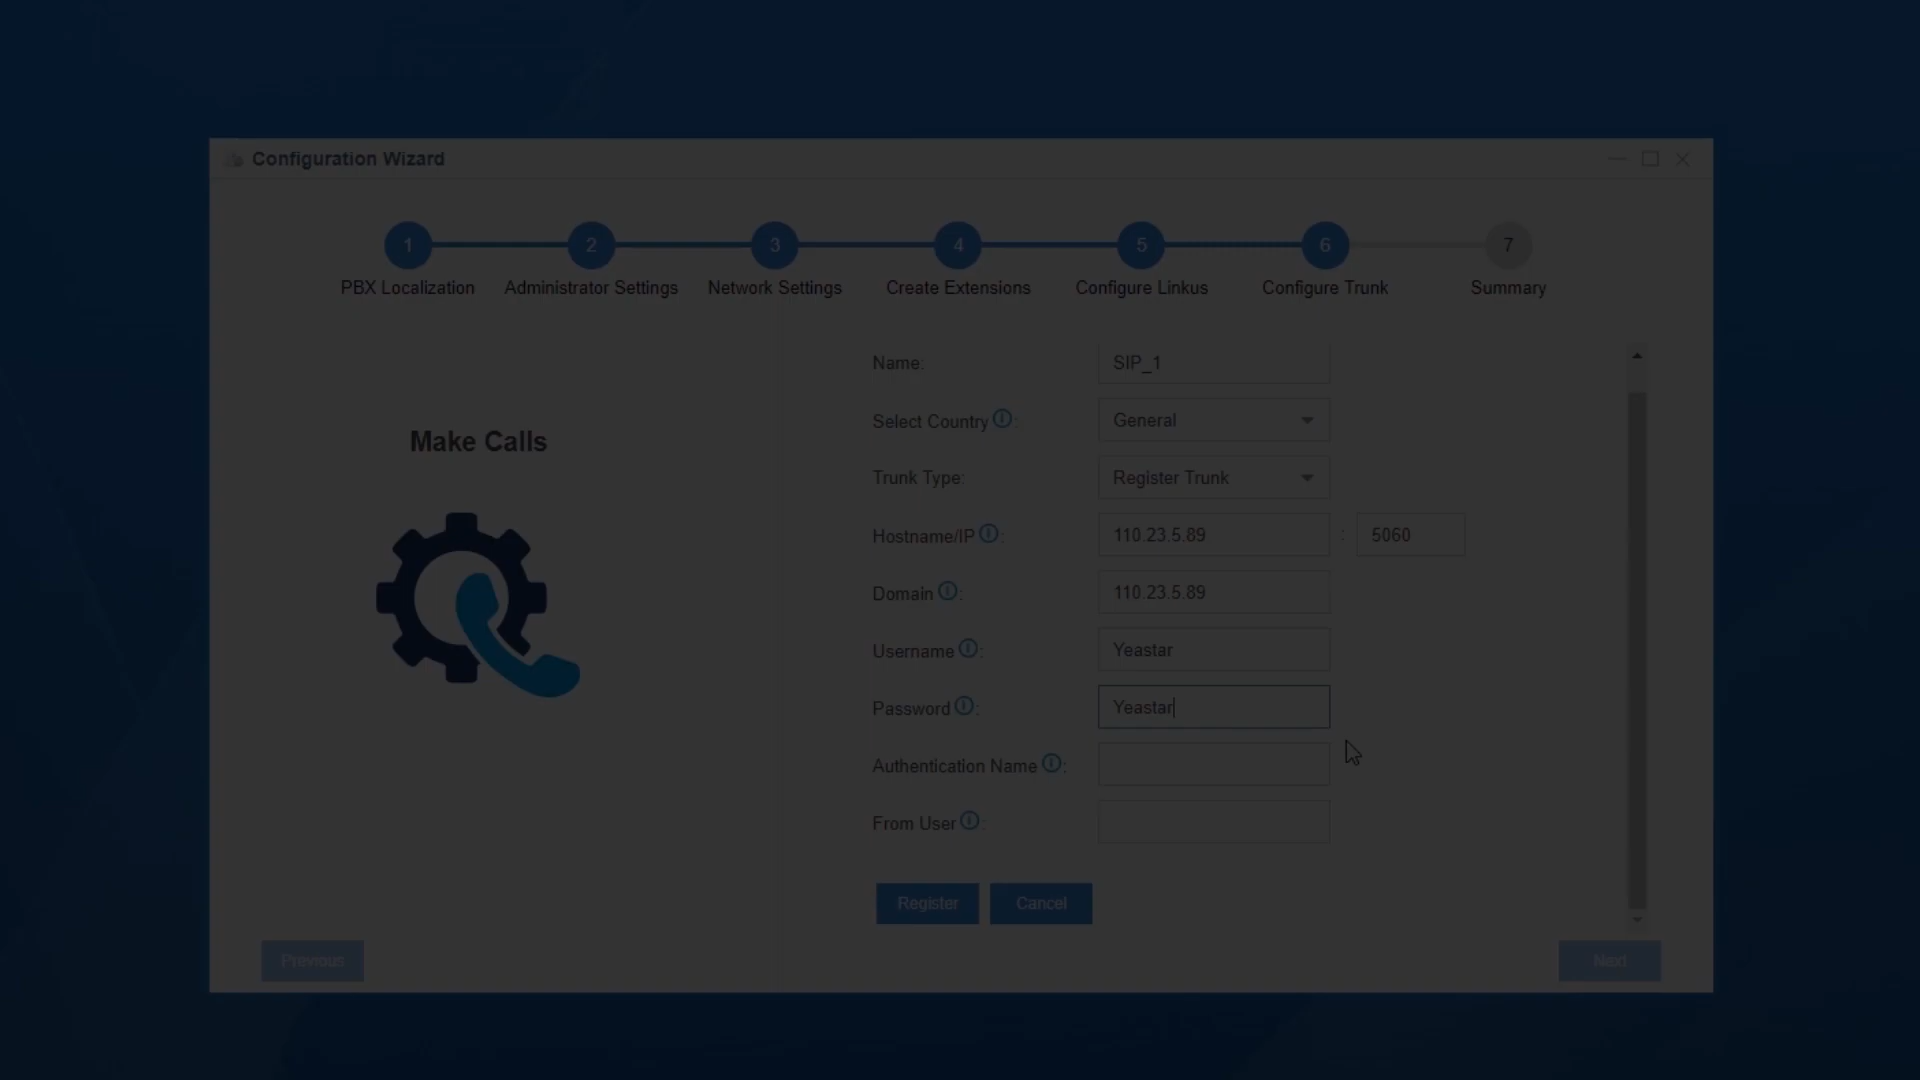 Configuration Wizard
1 2 3 4 5 6 7
PBX Localization Administrator Settings Network Settings Create Extensions Configure Linkus Configure Trunk Summary
Make Calls
Name: SIP_1
Select Country : General
Trunk Type: Register Trunk
Hostname/IP : 110.23.5.89 : 5060
Domain : 110.23.5.89
Username : Yeastar
Password : Yeastar
Authentication Name :
From User :
Register Cancel
Previous Next